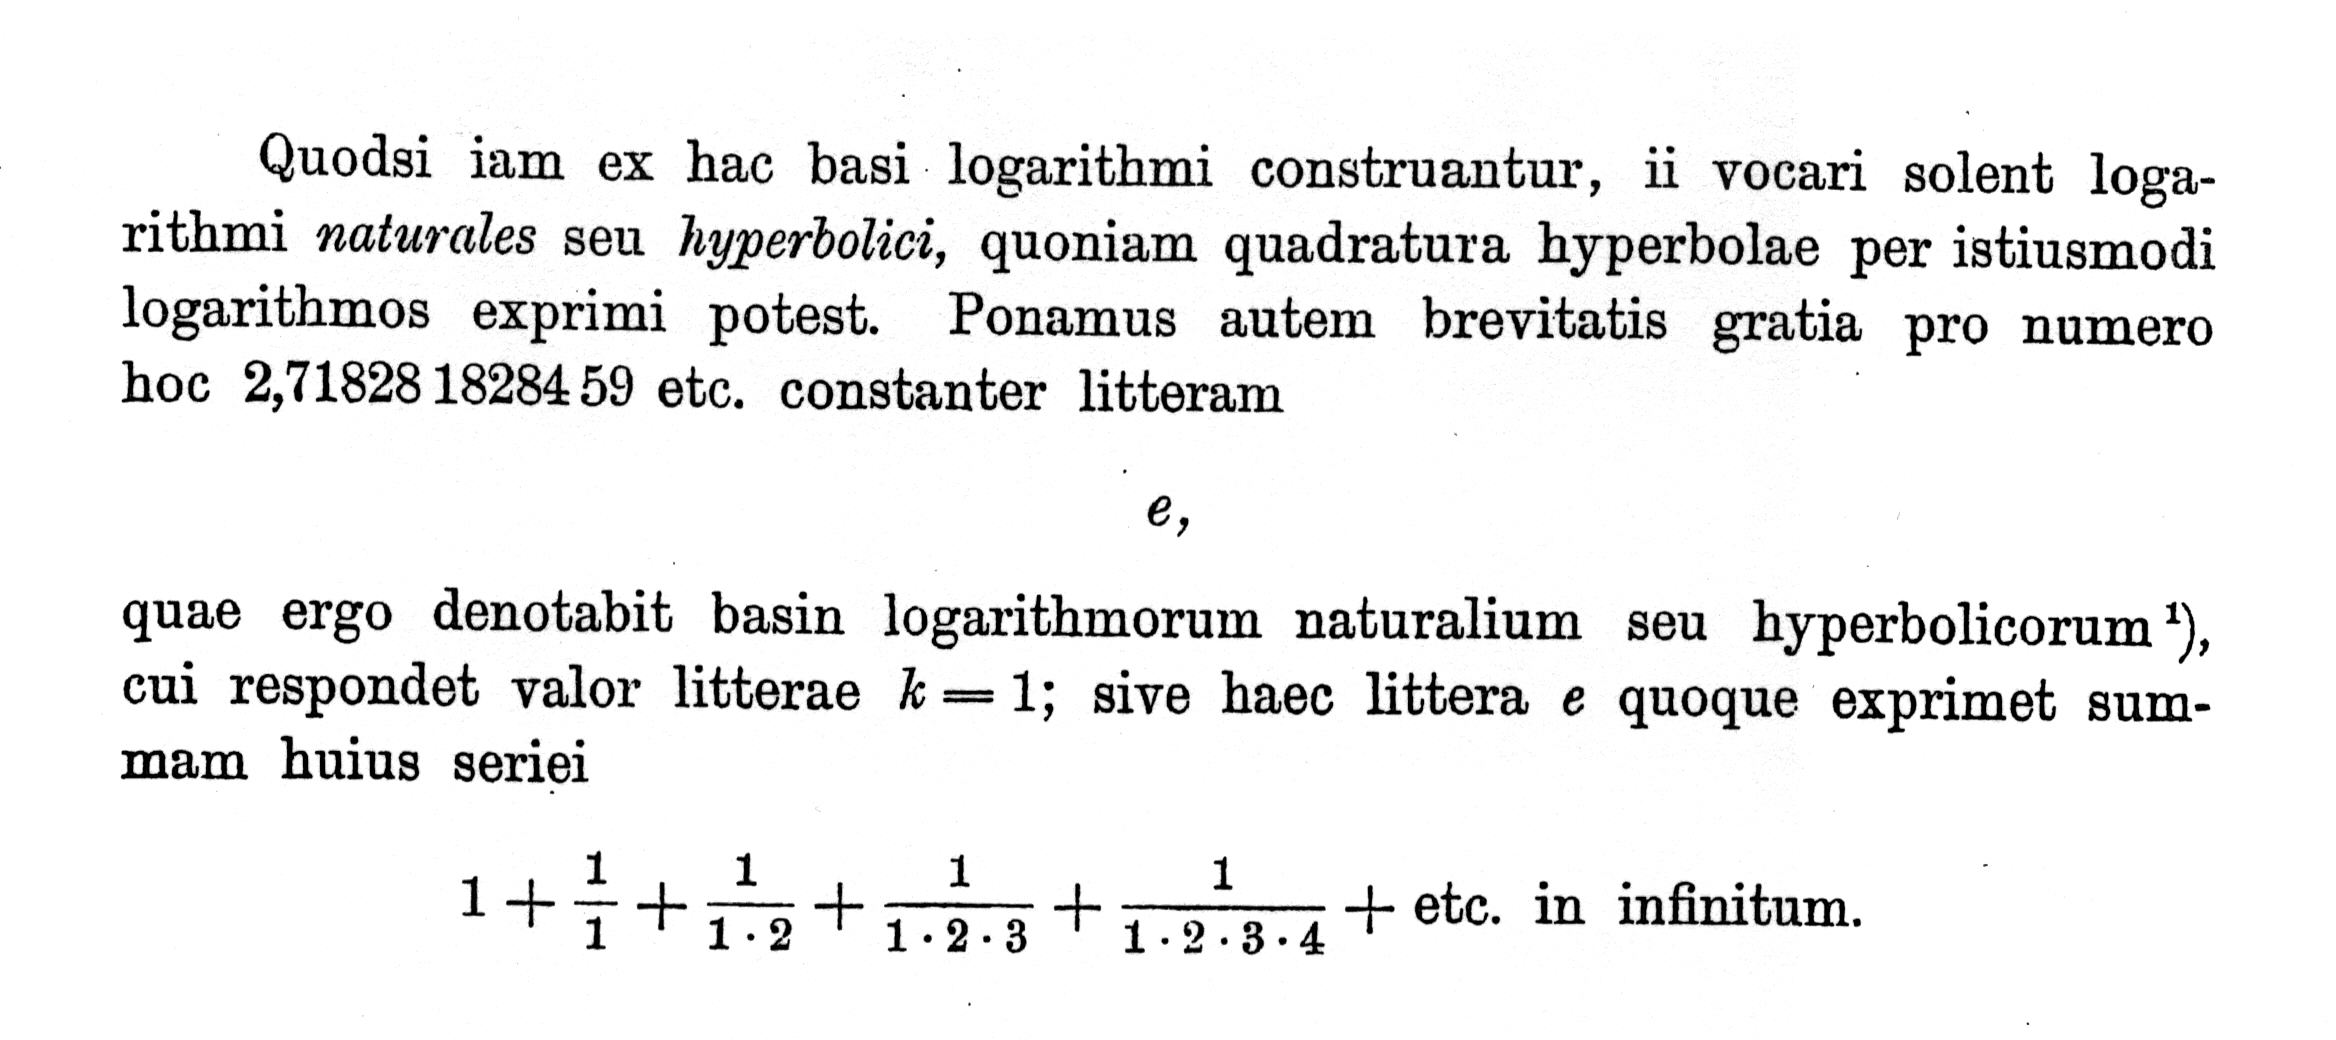 Quodsi iam ex hac basi logarithmi construantur, ii vocari solent loga-
rithmi naturales seu hyperbolici, quoniam quadratura hyperbolae per istiusmodi
logarithmos exprimi potest. Ponamus autem brevitatis gratia pro numero
hoc 2,71828 18284 59 etc. constanter litteram
e,
quae ergo denotabit basin logarithmorum naturalium seu hyperbolicorum ¹),
cui respondet valor litterae k = 1; sive haec littera e quoque exprimet sum-
mam huius seriei
1 + 1/1 + 1/(1·2) + 1/(1·2·3) + 1/(1·2·3·4) + etc. in infinitum.